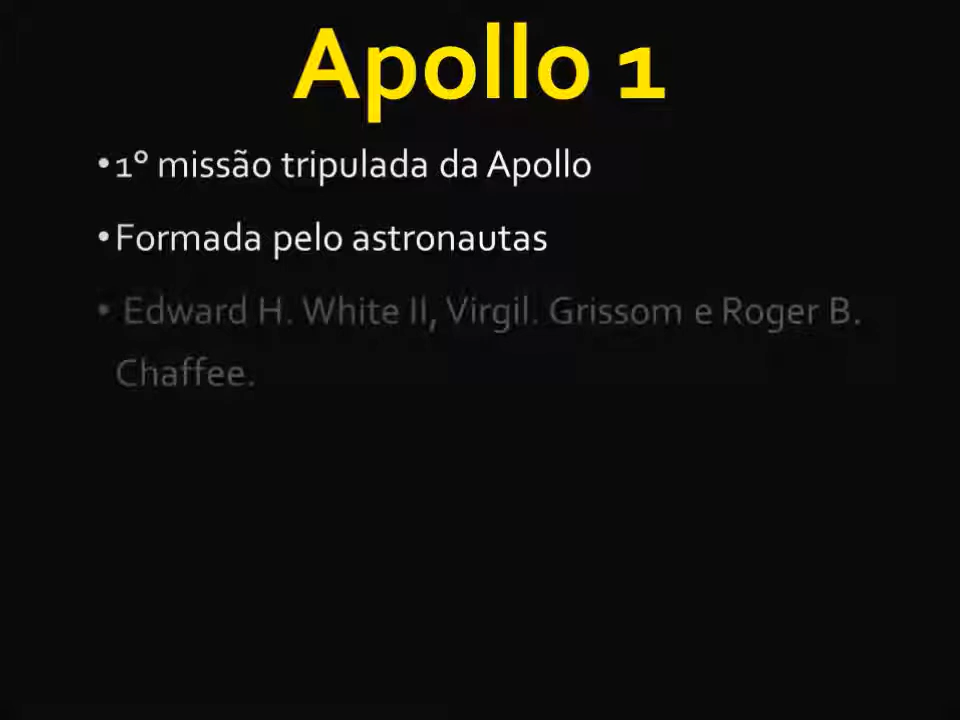 Apollo 1
•1° missão tripulada da Apollo
•Formada pelo astronautas
• Edward H. White II, Virgil. Grissom e Roger B.
Chaffee.